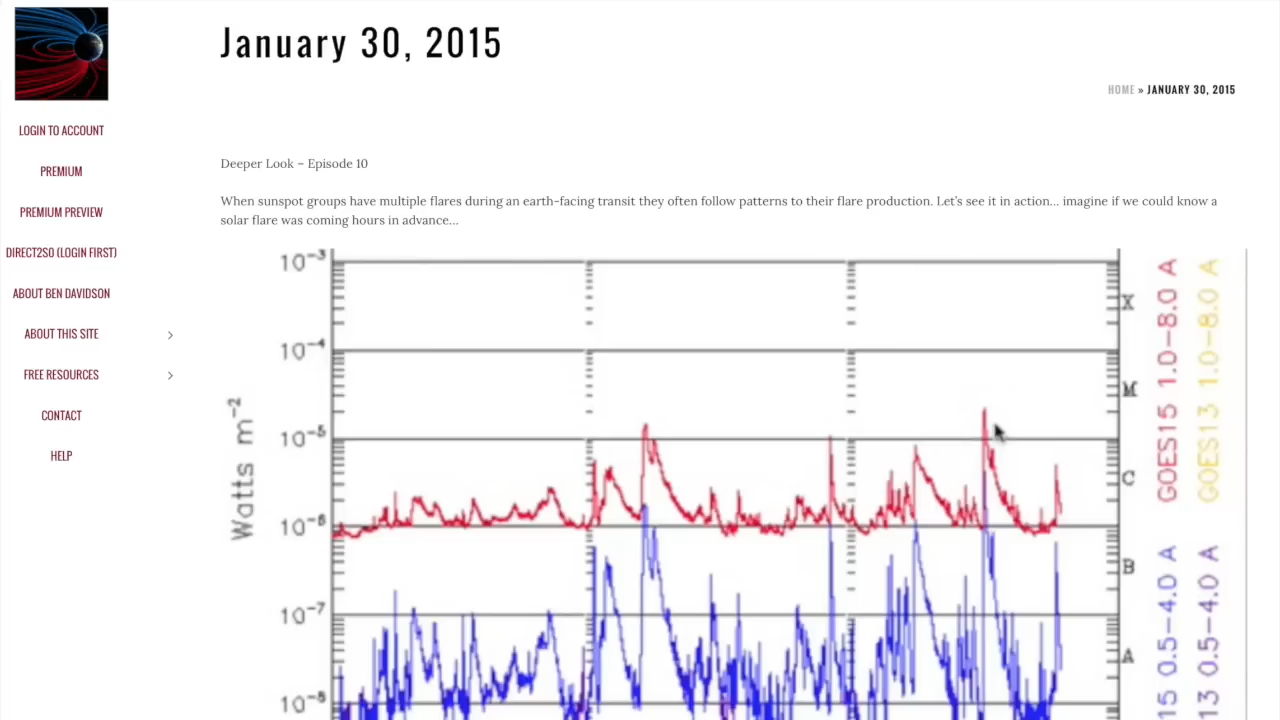 January 30, 2015
HOME » JANUARY 30, 2015
LOGIN TO ACCOUNT
PREMIUM
PREMIUM PREVIEW
DIRECT2S0 (LOGIN FIRST)
ABOUT BEN DAVIDSON
ABOUT THIS SITE
FREE RESOURCES
CONTACT
HELP
Deeper Look – Episode 10
When sunspot groups have multiple flares during an earth-facing transit they often follow patterns to their flare production. Let's see it in action... imagine if we could know a
solar flare was coming hours in advance...
Watts m⁻²
10⁻³
10⁻⁴
10⁻⁵
10⁻⁶
10⁻⁷
10⁻⁸
X
M
C
B
A
GOES15 1.0–8.0 A
GOES13 1.0–8.0 A
15 0.5–4.0 A
13 0.5–4.0 A